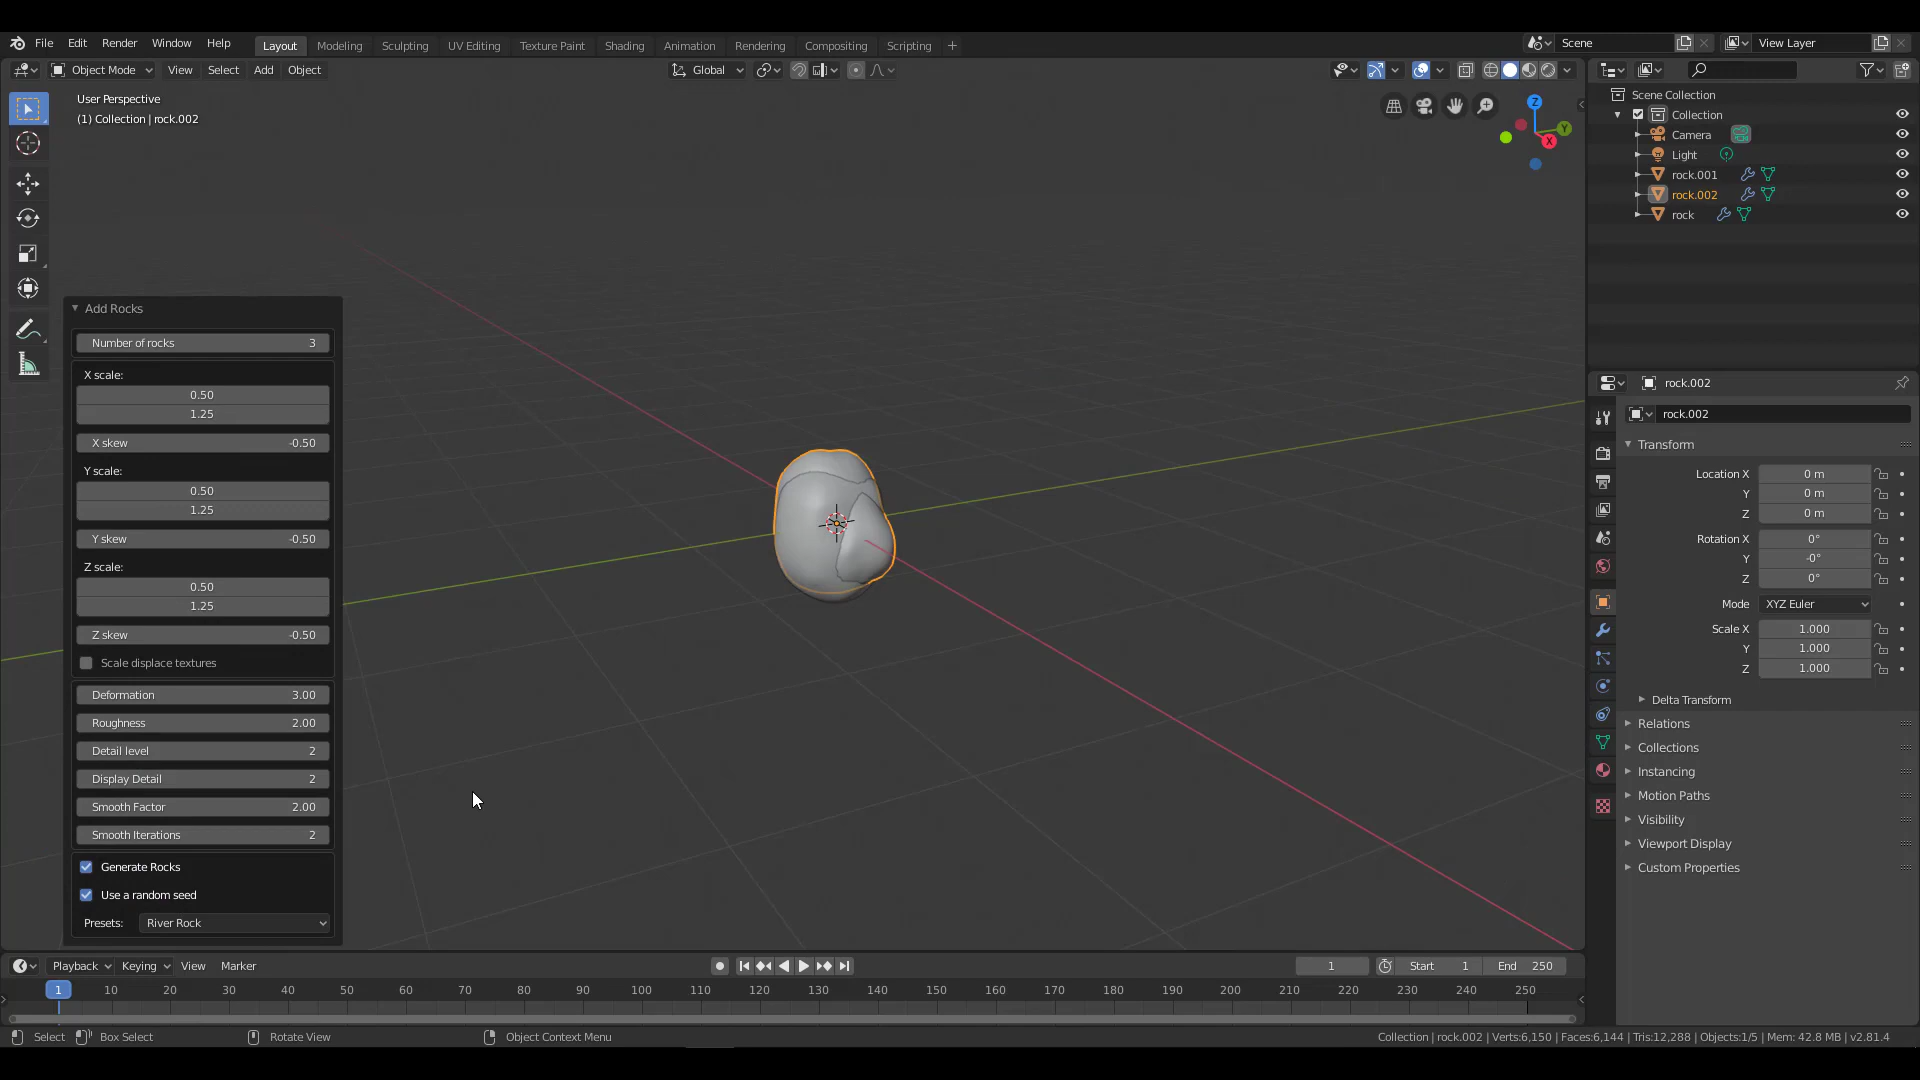 File Edit Render Window Help Layout Modeling Sculpting UV Editing Texture Paint Shading Animation Rendering Compositing Scripting + Scene View Layer
Object Mode View Select Add Object Global
User Perspective
(1) Collection | rock.002
Z
Y
X
Scene Collection
Collection
Camera
Light
rock.001
rock.002
rock
Add Rocks
Number of rocks 3
X scale:
0.50
1.25
X skew -0.50
Y scale:
0.50
1.25
Y skew -0.50
Z scale:
0.50
1.25
Z skew -0.50
Scale displace textures
Deformation 3.00
Roughness 2.00
Detail level 2
Display Detail 2
Smooth Factor 2.00
Smooth Iterations 2
Generate Rocks
Use a random seed
Presets: River Rock
rock.002
rock.002
Transform
Location X 0 m
Y 0 m
Z 0 m
Rotation X 0°
Y -0°
Z 0°
Mode XYZ Euler
Scale X 1.000
Y 1.000
Z 1.000
Delta Transform
Relations
Collections
Instancing
Motion Paths
Visibility
Viewport Display
Custom Properties
Playback Keying View Marker 1 Start 1 End 250
1 10 20 30 40 50 60 70 80 90 100 110 120 130 140 150 160 170 180 190 200 210 220 230 240 250
Select Box Select Rotate View Object Context Menu Collection | rock.002 | Verts:6,150 | Faces:6,144 | Tris:12,288 | Objects:1/5 | Mem: 42.8 MB | v2.81.4